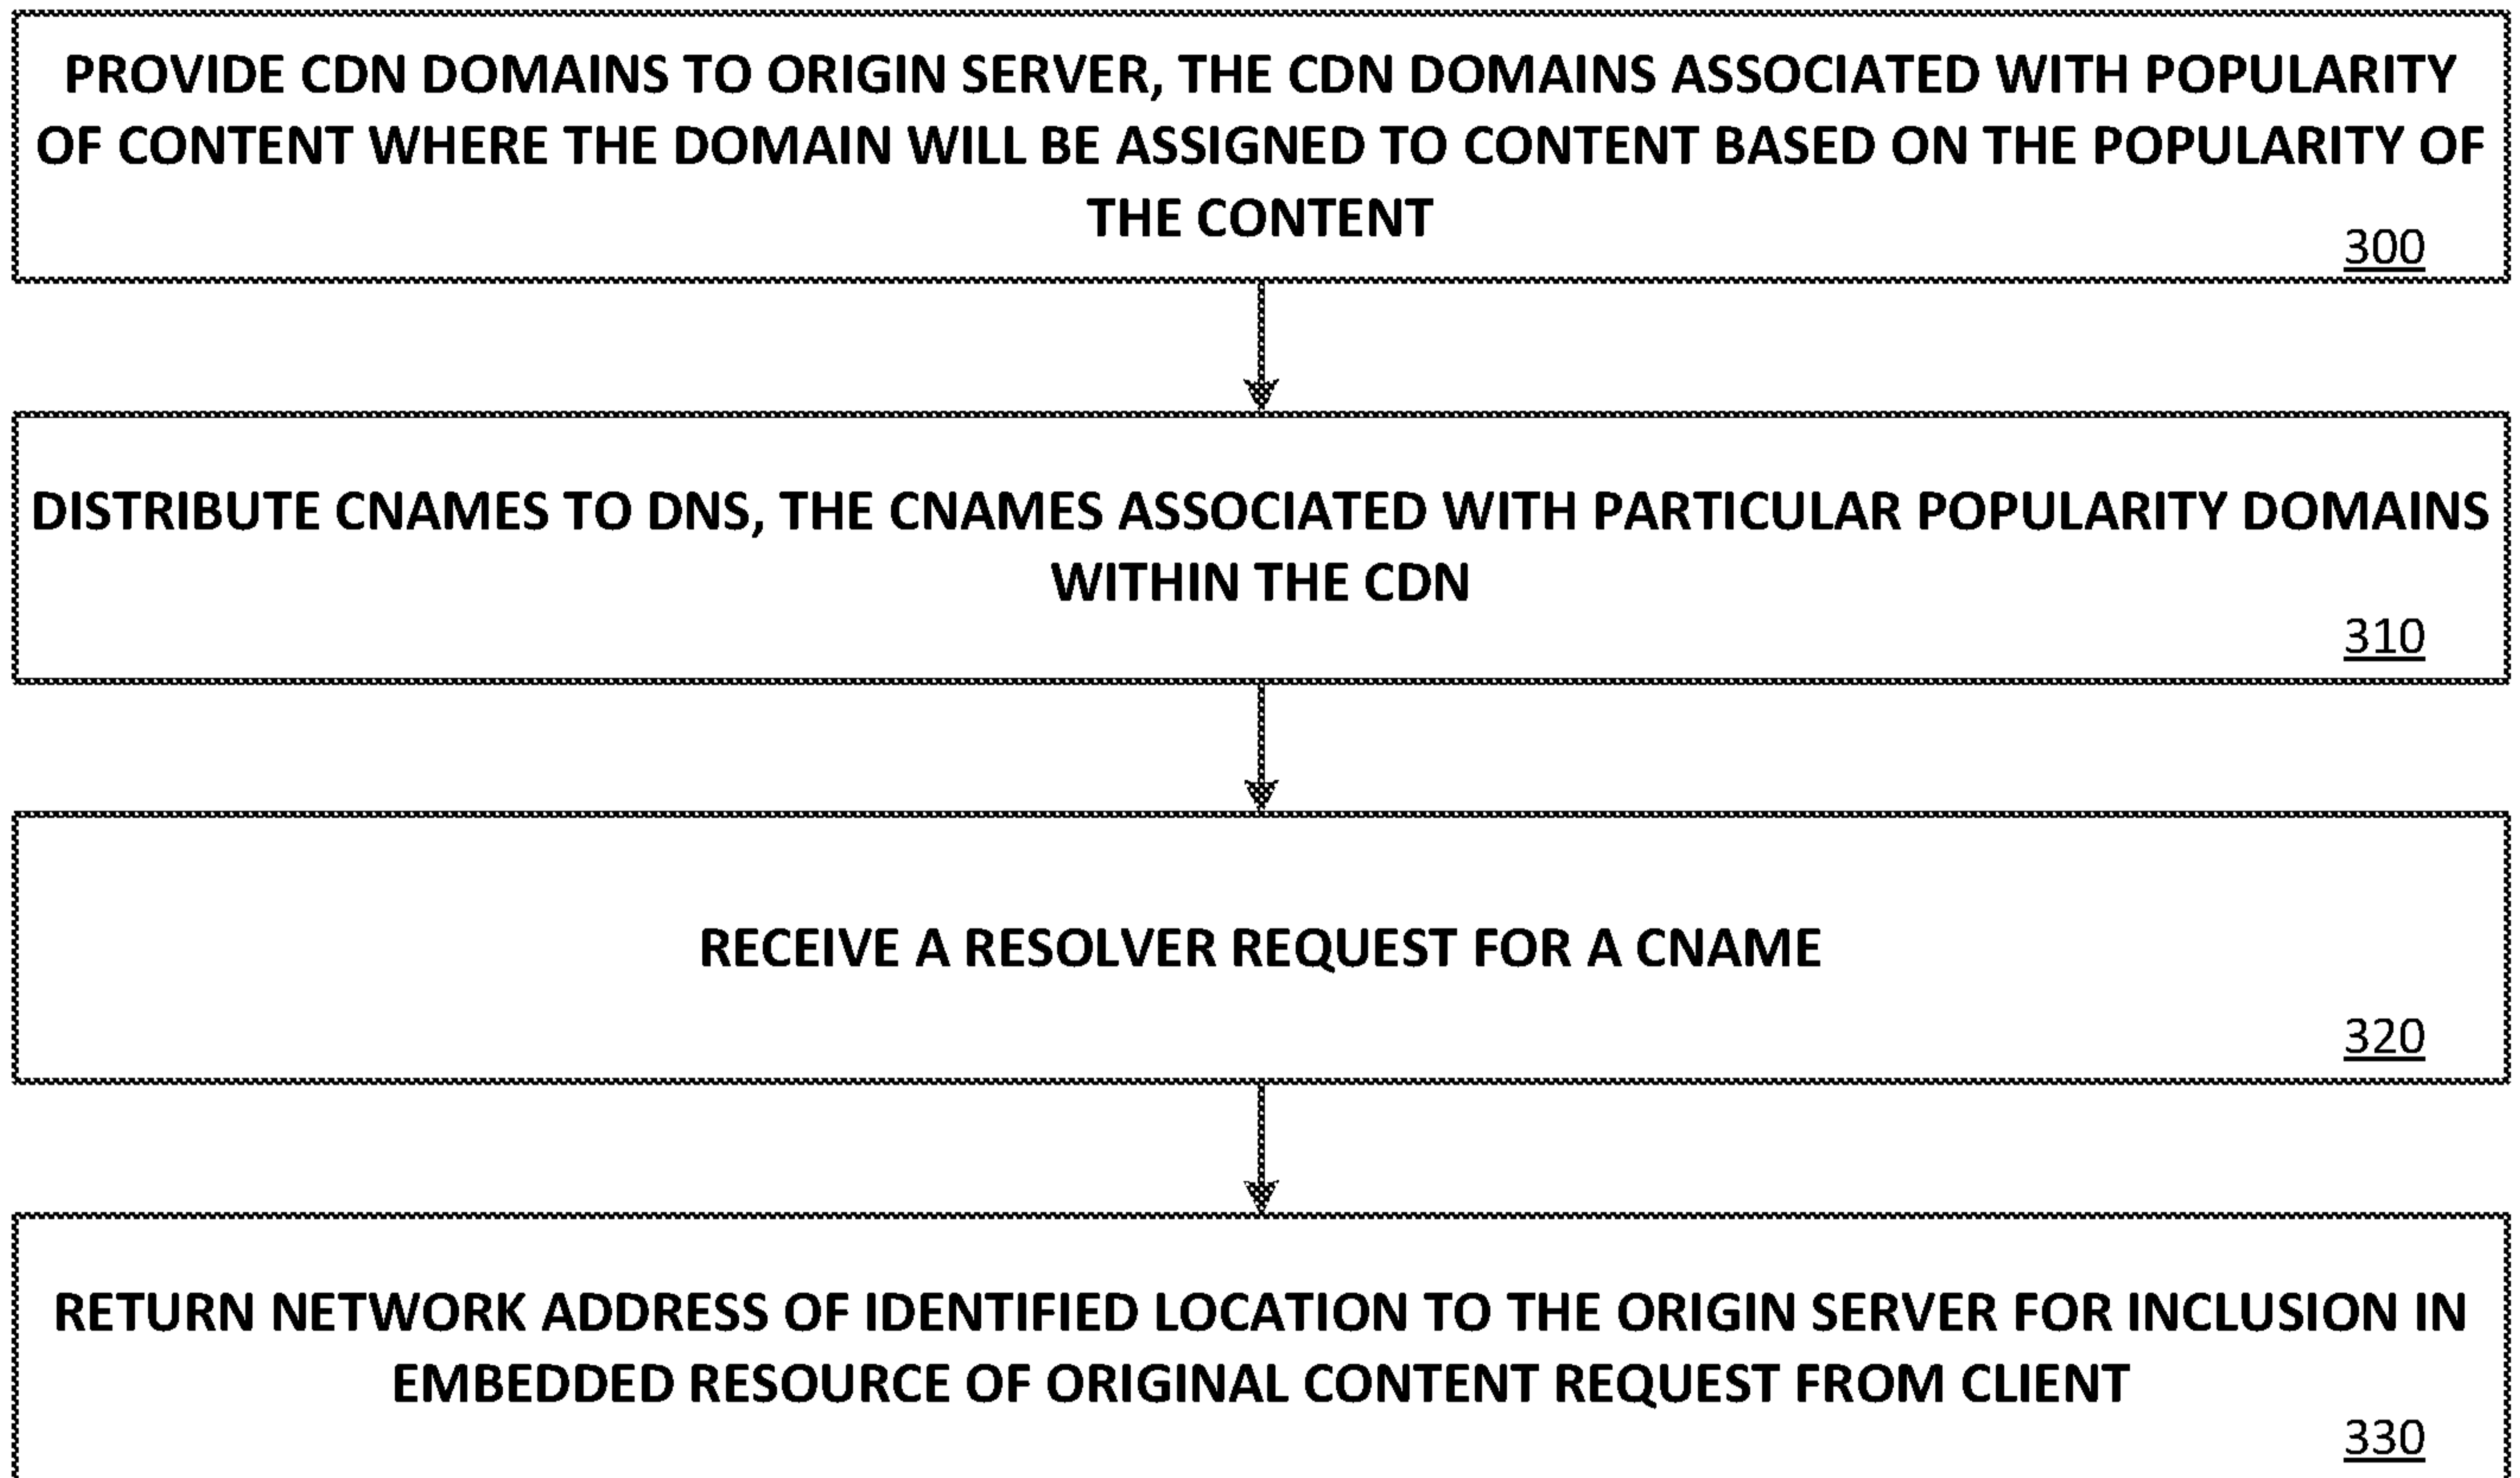 PROVIDE CDN DOMAINS TO ORIGIN SERVER, THE CDN DOMAINS ASSOCIATED WITH POPULARITY
OF CONTENT WHERE THE DOMAIN WILL BE ASSIGNED TO CONTENT BASED ON THE POPULARITY OF
THE CONTENT
300
DISTRIBUTE CNAMES TO DNS, THE CNAMES ASSOCIATED WITH PARTICULAR POPULARITY DOMAINS
WITHIN THE CDN
310
RECEIVE A RESOLVER REQUEST FOR A CNAME
320
RETURN NETWORK ADDRESS OF IDENTIFIED LOCATION TO THE ORIGIN SERVER FOR INCLUSION IN
EMBEDDED RESOURCE OF ORIGINAL CONTENT REQUEST FROM CLIENT
330